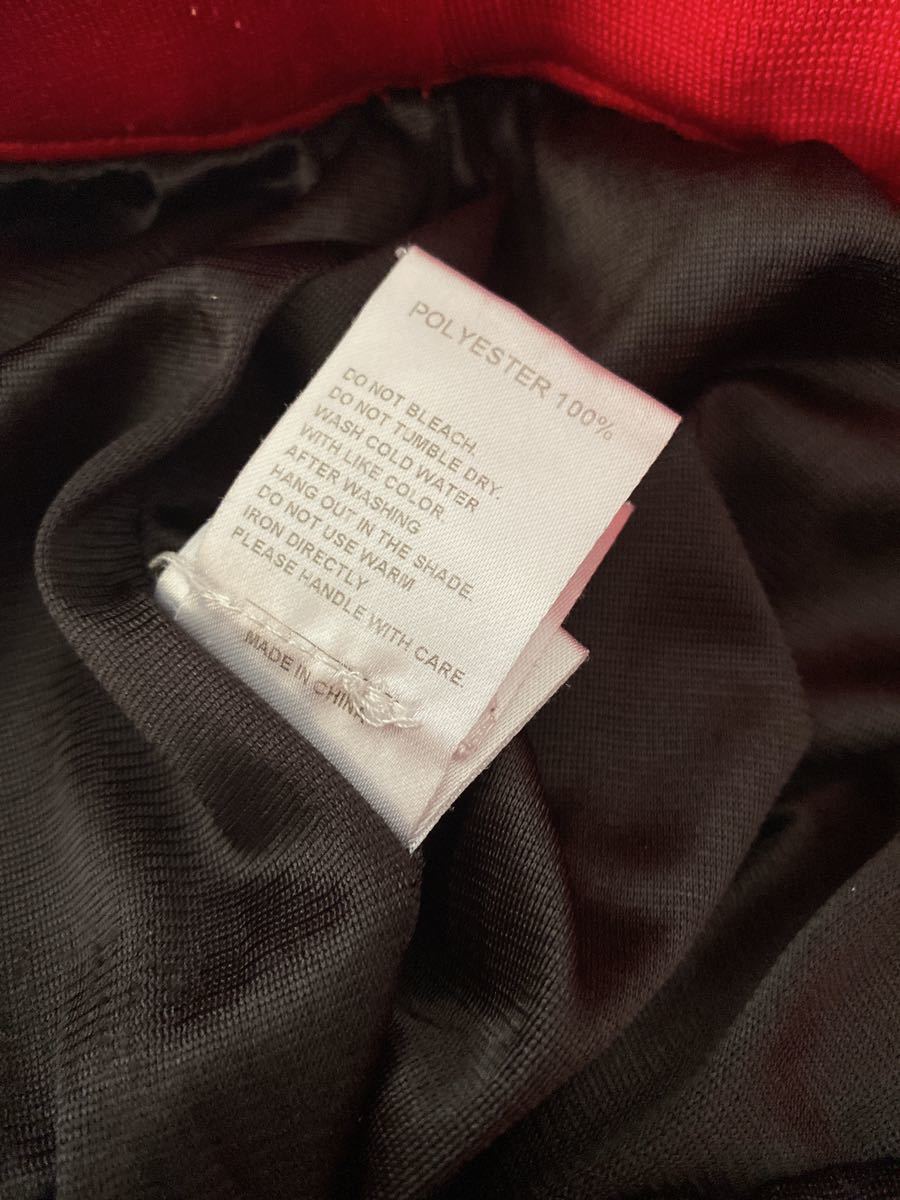 POLYESTER 100%
DO NOT BLEACH.
DO NOT TUMBLE DRY.
WASH COLD WATER
WITH LIKE COLOR.
AFTER WASHING
HANG OUT IN THE SHADE.
DO NOT USE WARM
IRON DIRECTLY
PLEASE HANDLE WITH CARE.
MADE IN CHINA